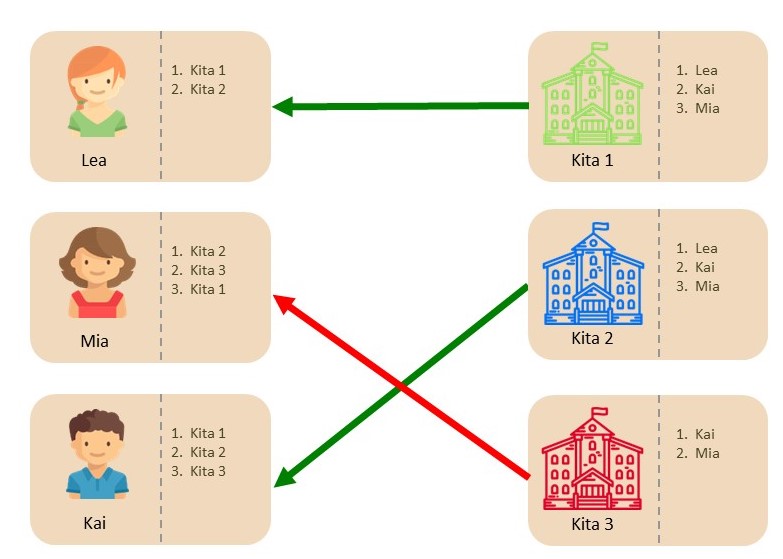 1. Kita 1
2. Kita 2
Lea
1. Lea
2. Kai
3. Mia
Kita 1
1. Kita 2
2. Kita 3
3. Kita 1
Mia
1. Lea
2. Kai
3. Mia
Kita 2
1. Kita 1
2. Kita 2
3. Kita 3
Kai
1. Kai
2. Mia
Kita 3